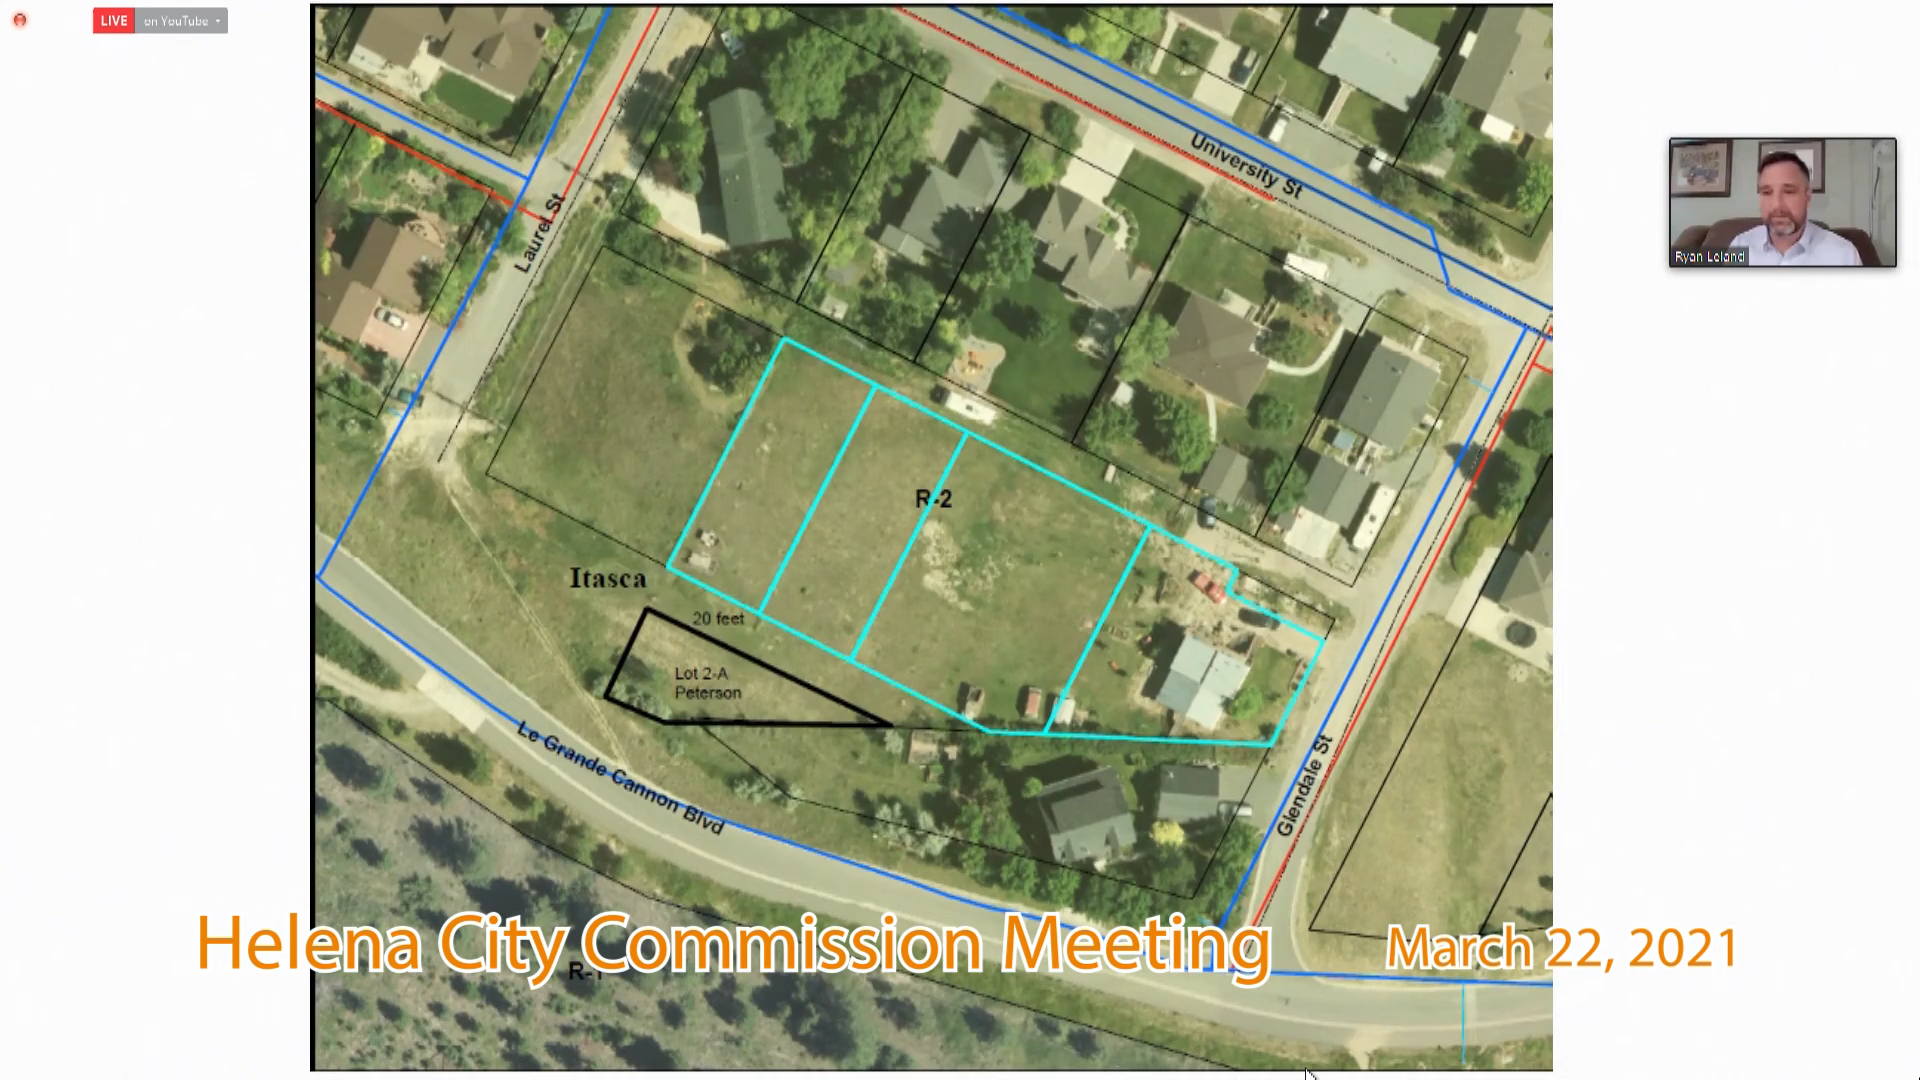 LIVE on YouTube
University St
Laurel St
Ryan Leland
R-2
Itasca
20 feet
Lot 2-A
Peterson
Le Grande Cannon Blvd
Glendale St
Helena City Commission Meeting
March 22, 2021
R-1